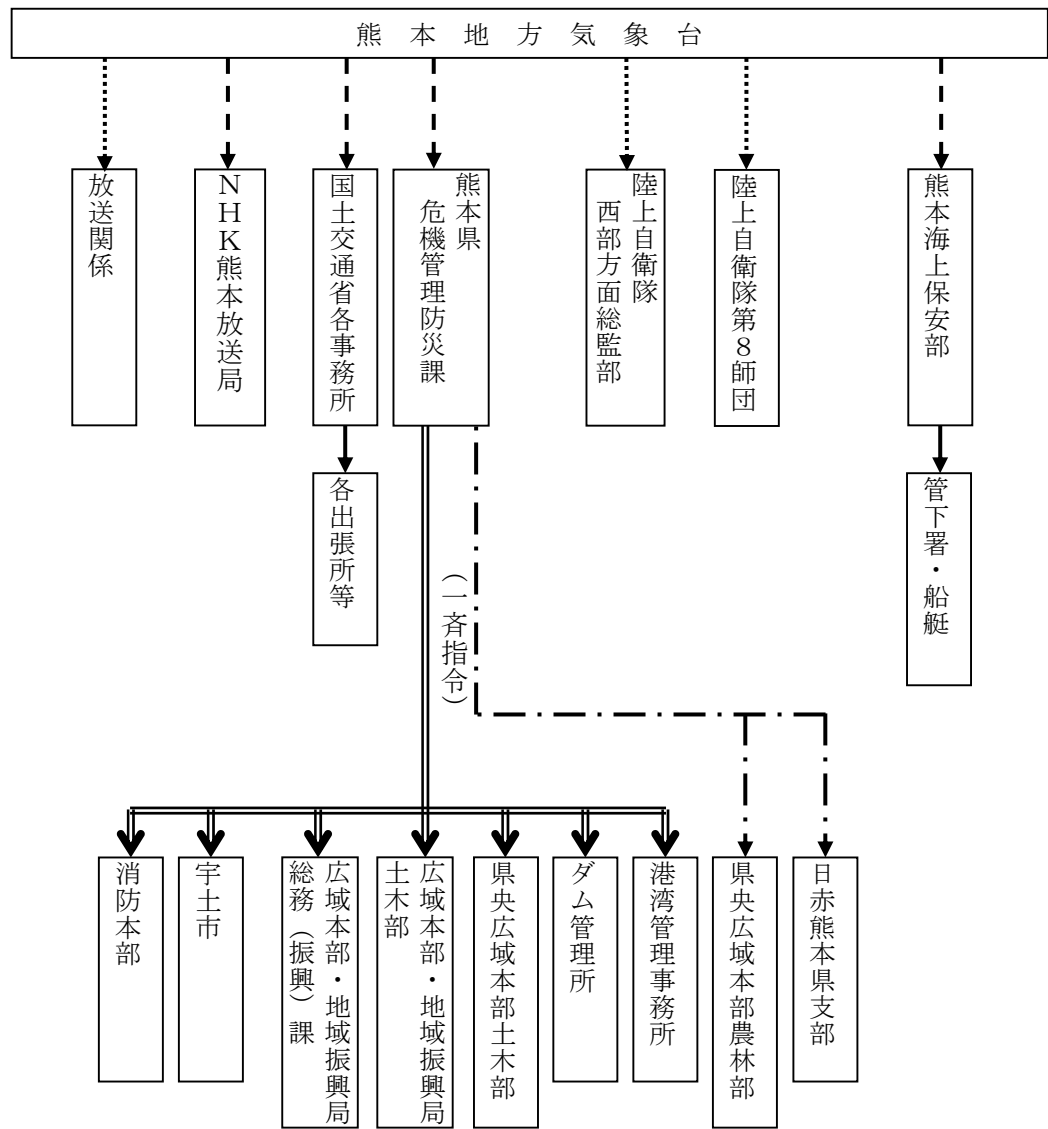 熊本地方気象台
放送関係
NHK熊本放送局
国土交通省各事務所
熊本県
危機管理防災課
陸上自衛隊
西部方面総監部
陸上自衛隊第8師団
熊本海上保安部
各出張所等
管下署・船艇
(一斉指令)
消防本部
宇土市
広域本部・地域振興局
総務(振興)課
広域本部・地域振興局
土木部
県央広域本部土木部
ダム管理所
港湾管理事務所
県央広域本部農林部
日赤熊本県支部